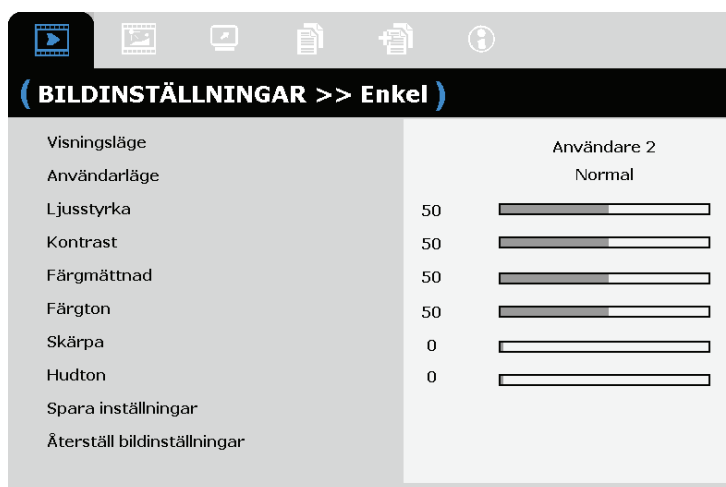 ( BILDINSTÄLLNINGAR >> Enkel )
Visningsläge Användare 2
Användarläge Normal
Ljusstyrka 50
Kontrast 50
Färgmättnad 50
Färgton 50
Skärpa 0
Hudton 0
Spara inställningar
Återställ bildinställningar